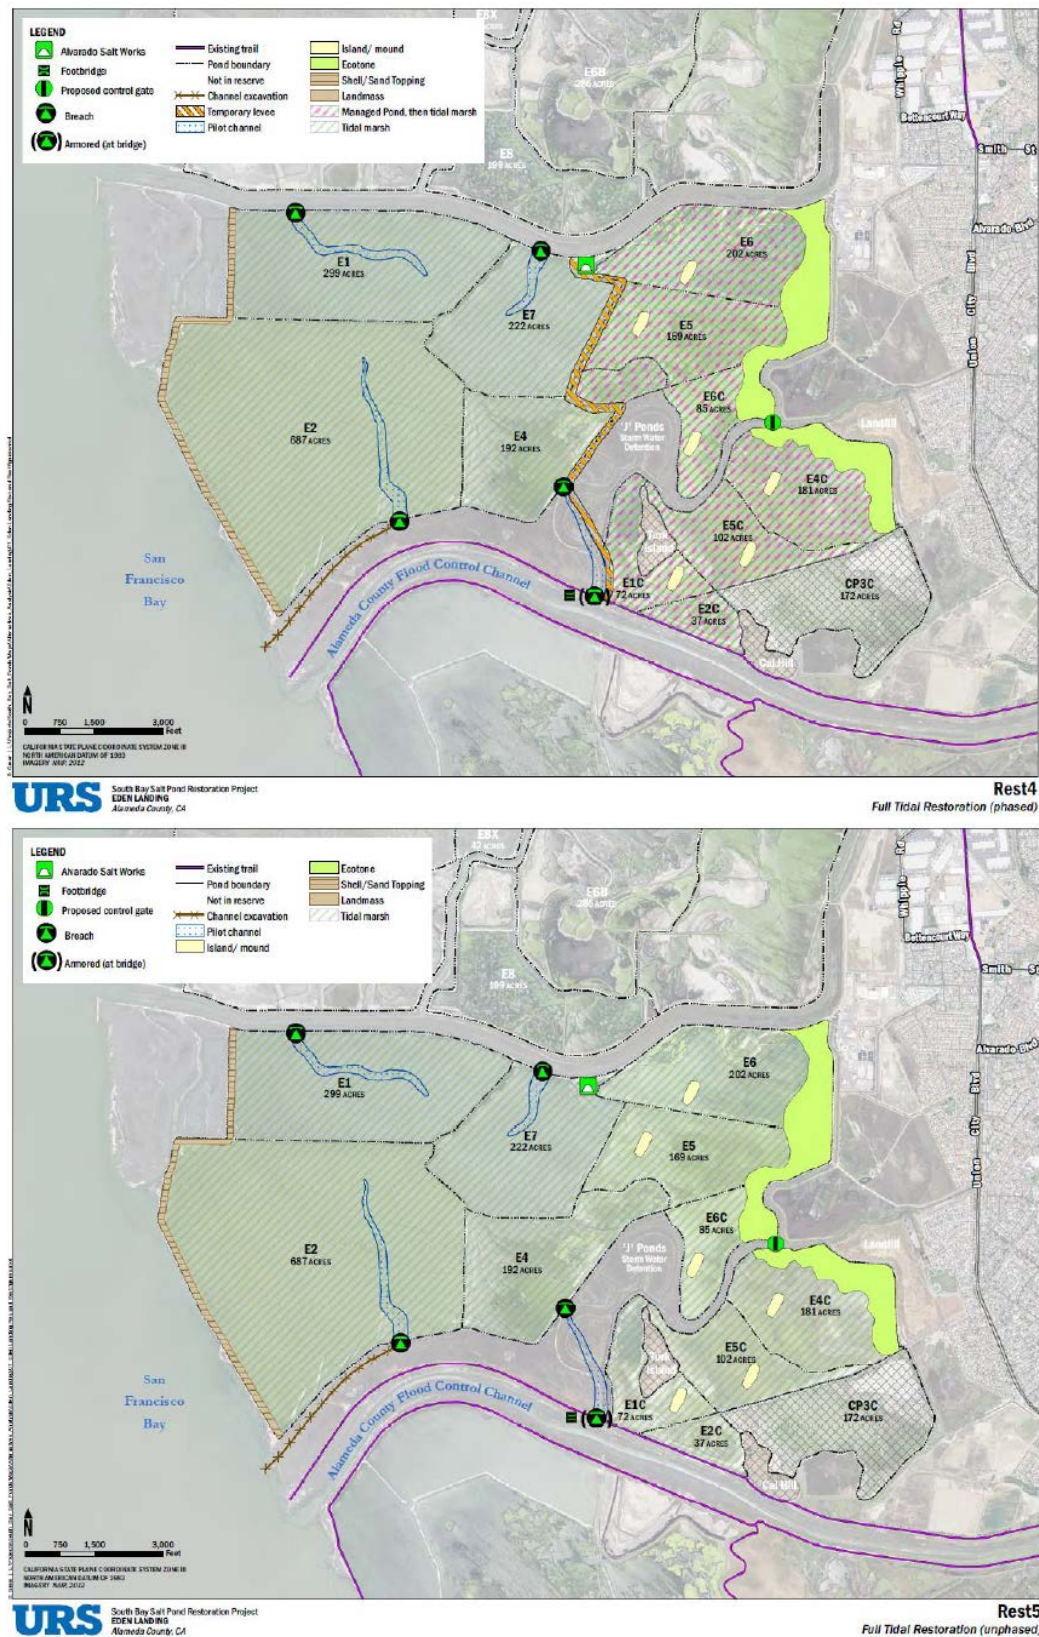 LEGEND
Alvarado Salt Works
Footbridge
Proposed control gate
Breach
Armored (at bridge)
Existing trail
Pond boundary
Not in reserve
Channel excavation
Temporary levee
Pilot channel
Island/ mound
Ecotone
Shell/Sand Topping
Landmass
Managed Pond, then tidal marsh
Tidal marsh
E8X
E6B
286 ACRES
E8
199 ACRES
Whipple Rd
Bettencourt Way
Smith St
Alvarado Blvd
Union City Blvd
E1
299 ACRES
E7
222 ACRES
E6
202 ACRES
E5
169 ACRES
E6C
85 ACRES
E2
687 ACRES
E4
192 ACRES
'J' Ponds
Storm Water
Detention
Landfill
E4C
181 ACRES
E5C
102 ACRES
Turk
Island
E1C
72 ACRES
E2C
37 ACRES
CP3C
172 ACRES
Cal Hill
San
Francisco
Bay
Alameda County Flood Control Channel
N
0 750 1,500 3,000
Feet
CALIFORNIA STATE PLANE COORDINATE SYSTEM ZONE III
NORTH AMERICAN DATUM OF 1983
IMAGERY NAIP, 2012
URS
South Bay Salt Pond Restoration Project
EDEN LANDING
Alameda County, CA
Rest4
Full Tidal Restoration (phased)
LEGEND
Alvarado Salt Works
Footbridge
Proposed control gate
Breach
Armored (at bridge)
Existing trail
Pond boundary
Not in reserve
Channel excavation
Pilot channel
Island/ mound
Ecotone
Shell/Sand Topping
Landmass
Tidal marsh
E8X
E6B
286 ACRES
E8
199 ACRES
Whipple Rd
Bettencourt Way
Smith St
Alvarado Blvd
Union City Blvd
E1
299 ACRES
E7
222 ACRES
E6
202 ACRES
E5
169 ACRES
E6C
85 ACRES
E2
687 ACRES
E4
192 ACRES
'J' Ponds
Storm Water
Detention
Landfill
E4C
181 ACRES
E5C
102 ACRES
Turk
Island
E1C
72 ACRES
E2C
37 ACRES
CP3C
172 ACRES
Cal Hill
San
Francisco
Bay
Alameda County Flood Control Channel
N
0 750 1,500 3,000
Feet
CALIFORNIA STATE PLANE COORDINATE SYSTEM ZONE III
NORTH AMERICAN DATUM OF 1983
IMAGERY NAIP, 2012
URS
South Bay Salt Pond Restoration Project
EDEN LANDING
Alameda County, CA
Rest5
Full Tidal Restoration (unphased)